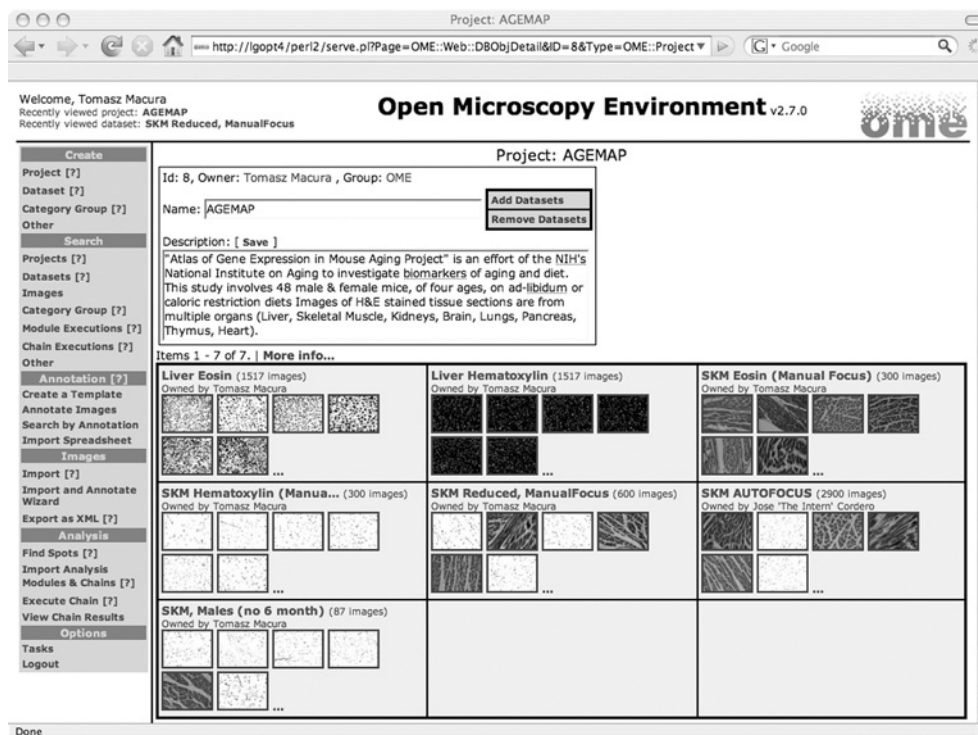 Project: AGEMAP
http://lgopt4/perl2/serve.pl?Page=OME::Web::DBObjDetail&ID=8&Type=OME::Project
G Google
Welcome, Tomasz Macura
Recently viewed project: AGEMAP
Recently viewed dataset: SKM Reduced, ManualFocus
Open Microscopy Environment v2.7.0
ome
Create
Project [?]
Dataset [?]
Category Group [?]
Other
Search
Projects [?]
Datasets [?]
Images
Category Group [?]
Module Executions [?]
Chain Executions [?]
Other
Annotation [?]
Create a Template
Annotate Images
Search by Annotation
Import Spreadsheet
Images
Import [?]
Import and Annotate
Wizard
Export as XML [?]
Analysis
Find Spots [?]
Import Analysis
Modules & Chains [?]
Execute Chain [?]
View Chain Results
Options
Tasks
Logout
Project: AGEMAP
Id: 8, Owner: Tomasz Macura , Group: OME
Name: AGEMAP
Add Datasets
Remove Datasets
Description: [ Save ]
"Atlas of Gene Expression in Mouse Aging Project" is an effort of the NIH's
National Institute on Aging to investigate biomarkers of aging and diet.
This study involves 48 male & female mice, of four ages, on ad-libidum or
caloric restriction diets Images of H&E stained tissue sections are from
multiple organs (Liver, Skeletal Muscle, Kidneys, Brain, Lungs, Pancreas,
Thymus, Heart).
Items 1 - 7 of 7. | More info...
Liver Eosin (1517 images)
Owned by Tomasz Macura
...
Liver Hematoxylin (1517 images)
Owned by Tomasz Macura
...
SKM Eosin (Manual Focus) (300 images)
Owned by Tomasz Macura
...
SKM Hematoxylin (Manua... (300 images)
Owned by Tomasz Macura
...
SKM Reduced, ManualFocus (600 images)
Owned by Tomasz Macura
...
SKM AUTOFOCUS (2900 images)
Owned by Jose 'The Intern' Cordero
...
SKM, Males (no 6 month) (87 images)
Owned by Tomasz Macura
...
Done